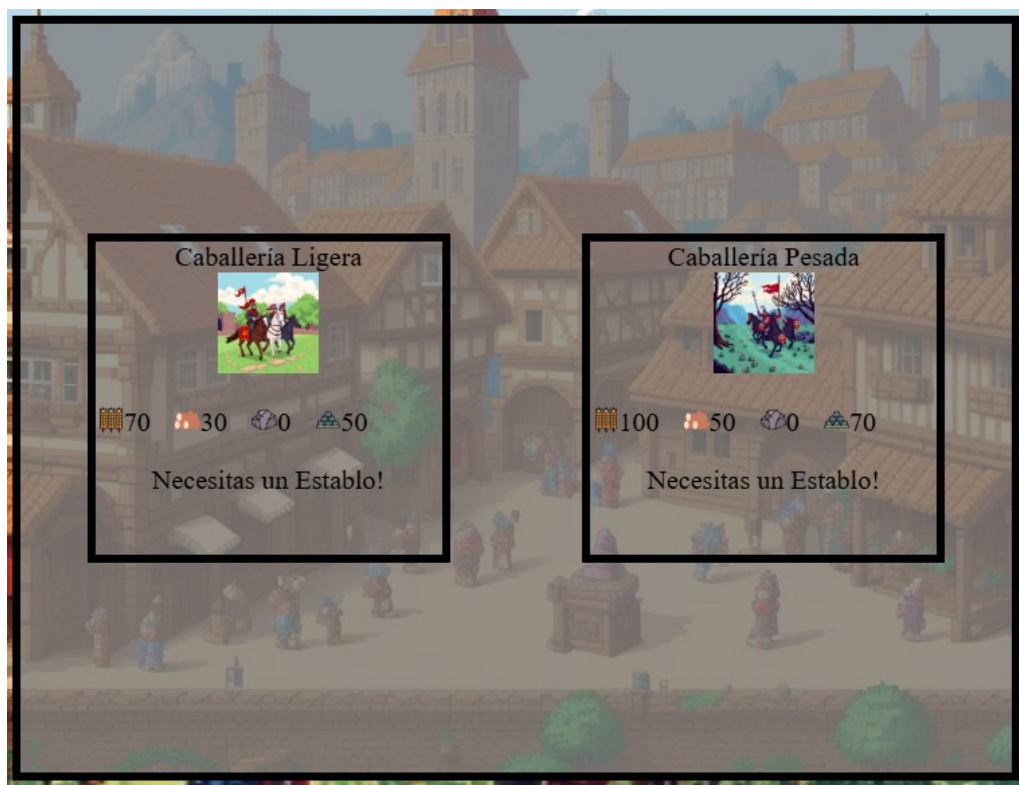 Caballería Ligera
70 30 0 50
Necesitas un Establo!
Caballería Pesada
100 50 0 70
Necesitas un Establo!